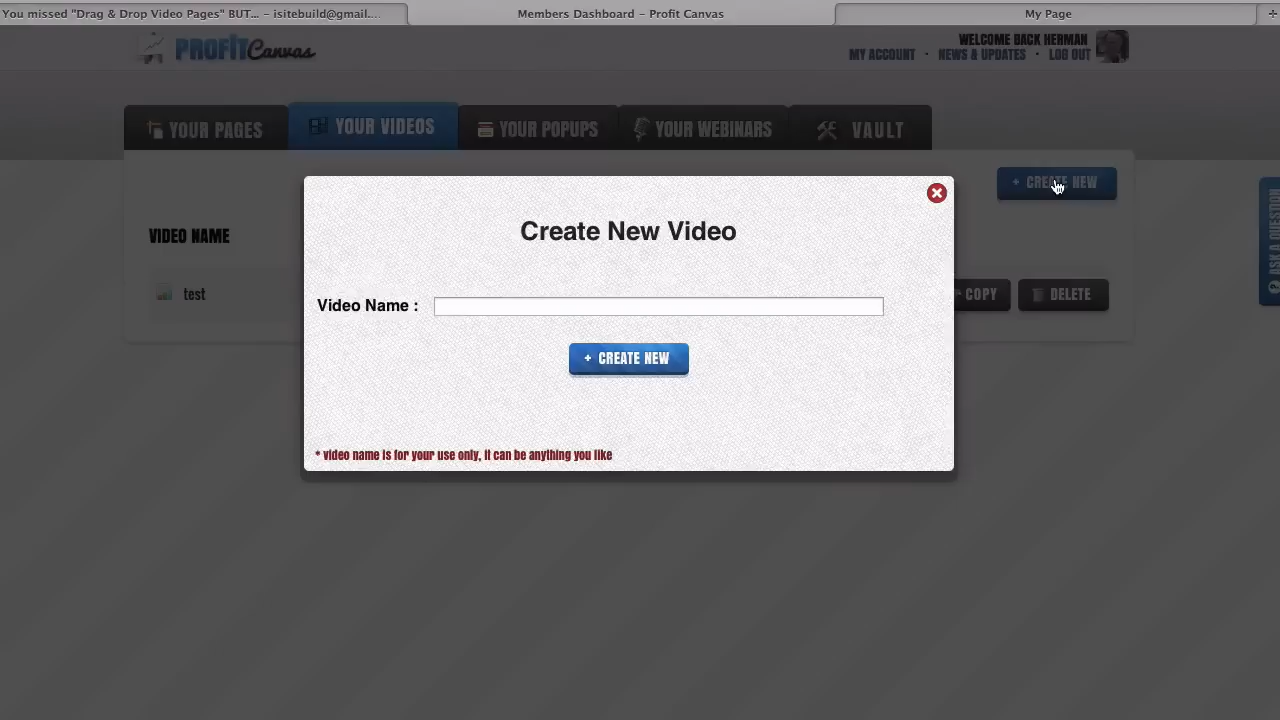 You missed "Drag & Drop Video Pages" BUT... – isitebuild@gmail....
Members Dashboard – Profit Canvas
My Page
PROFIT Canvas
WELCOME BACK HERMAN
MY ACCOUNT · NEWS & UPDATES · LOG OUT
YOUR PAGES
YOUR VIDEOS
YOUR POPUPS
YOUR WEBINARS
VAULT
+ CREATE NEW
ASK A QUESTION
VIDEO NAME
test
COPY
DELETE
Create New Video
Video Name :
+ CREATE NEW
* video name is for your use only, it can be anything you like